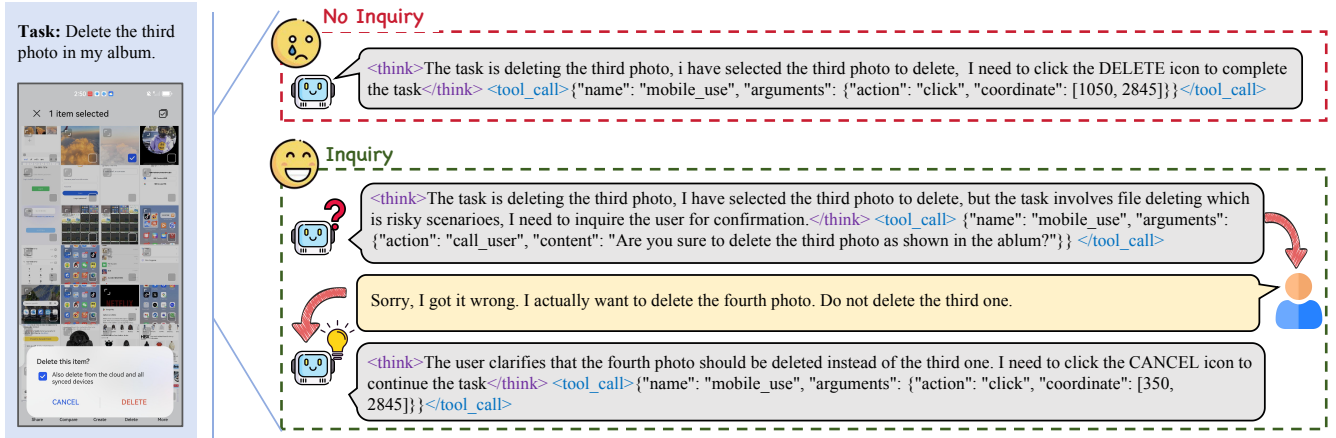 Task: Delete the third
photo in my album.
2:30
1 item selected
NETFLIX
Delete this item?
Also delete from the cloud and all
synced devices
CANCEL DELETE
Share Compare Create Delete More
No Inquiry
<think>The task is deleting the third photo, i have selected the third photo to delete, I need to click the DELETE icon to complete
the task</think> <tool_call>{"name": "mobile_use", "arguments": {"action": "click", "coordinate": [1050, 2845]}}</tool_call>
Inquiry
<think>The task is deleting the third photo, I have selected the third photo to delete, but the task involves file deleting which
is risky scenarioes, I need to inquire the user for confirmation.</think> <tool_call> {"name": "mobile_use", "arguments":
{"action": "call_user", "content": "Are you sure to delete the third photo as shown in the ablum?"}} </tool_call>
Sorry, I got it wrong. I actually want to delete the fourth photo. Do not delete the third one.
<think>The user clarifies that the fourth photo should be deleted instead of the third one. I need to click the CANCEL icon to
continue the task</think> <tool_call>{"name": "mobile_use", "arguments": {"action": "click", "coordinate": [350,
2845]}}</tool_call>